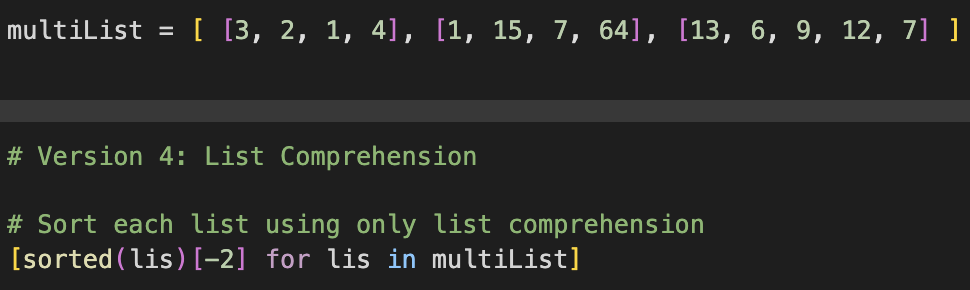 multiList = [ [3, 2, 1, 4], [1, 15, 7, 64], [13, 6, 9, 12, 7] ]
# Version 4: List Comprehension
# Sort each list using only list comprehension
[sorted(lis)[-2] for lis in multiList]